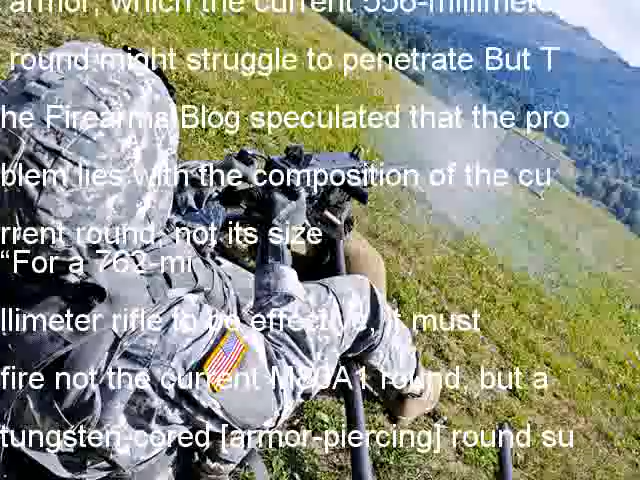 armor, which the current 556-millimete
round might struggle to penetrate But T
he Firearms Blog speculated that the pro
blem lies with the composition of the cu
rrent round, not its size
“For a 762-mi
llimeter rifle to be effective, it must
fire not the current M80A1 round, but a
tungsten-cored [armor-piercing] round su